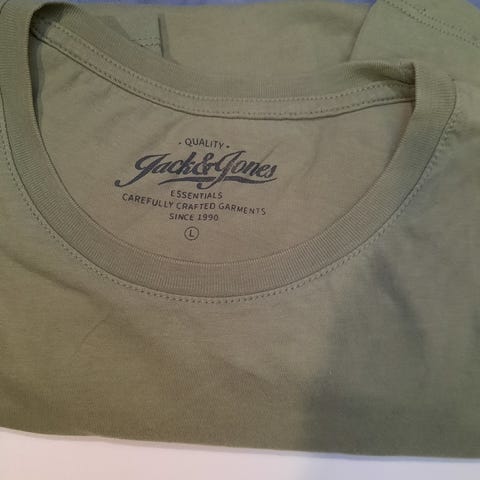 · QUALITY ·
Jack&Jones
ESSENTIALS
CAREFULLY CRAFTED GARMENTS
SINCE 1990
L